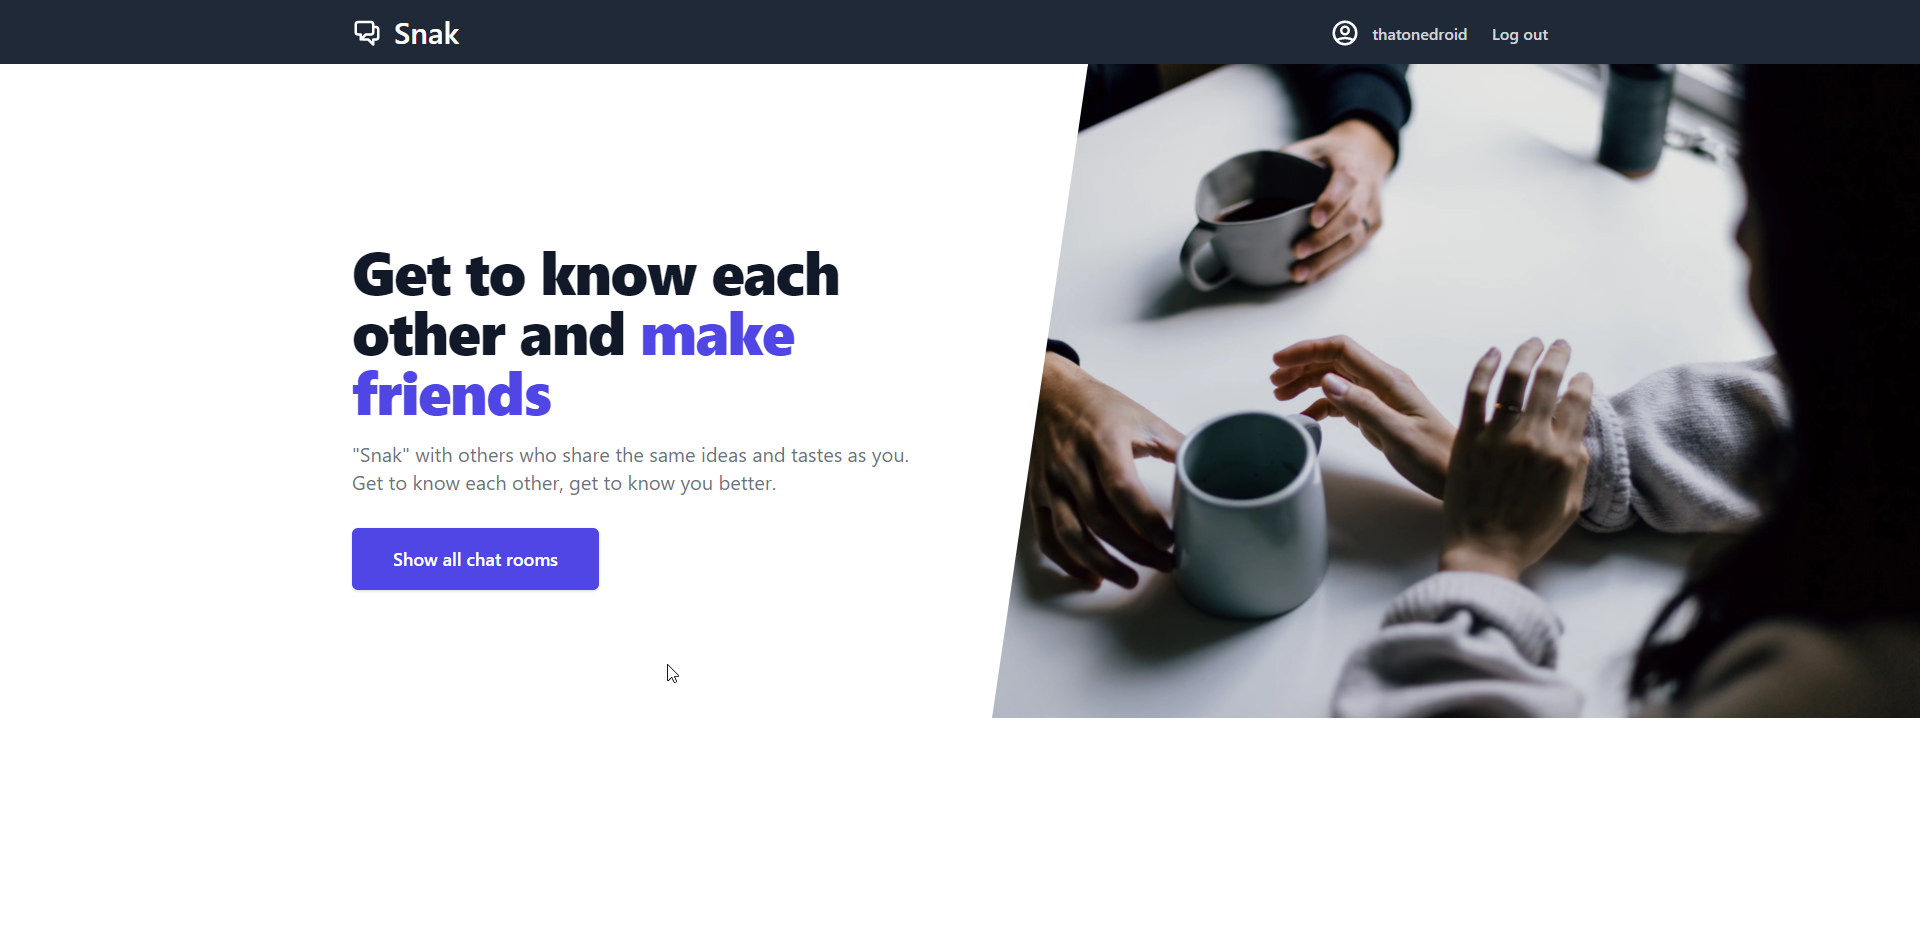 Snak
thatonedroid
Log out
Get to know each
other and make
friends
"Snak" with others who share the same ideas and tastes as you.
Get to know each other, get to know you better.
Show all chat rooms